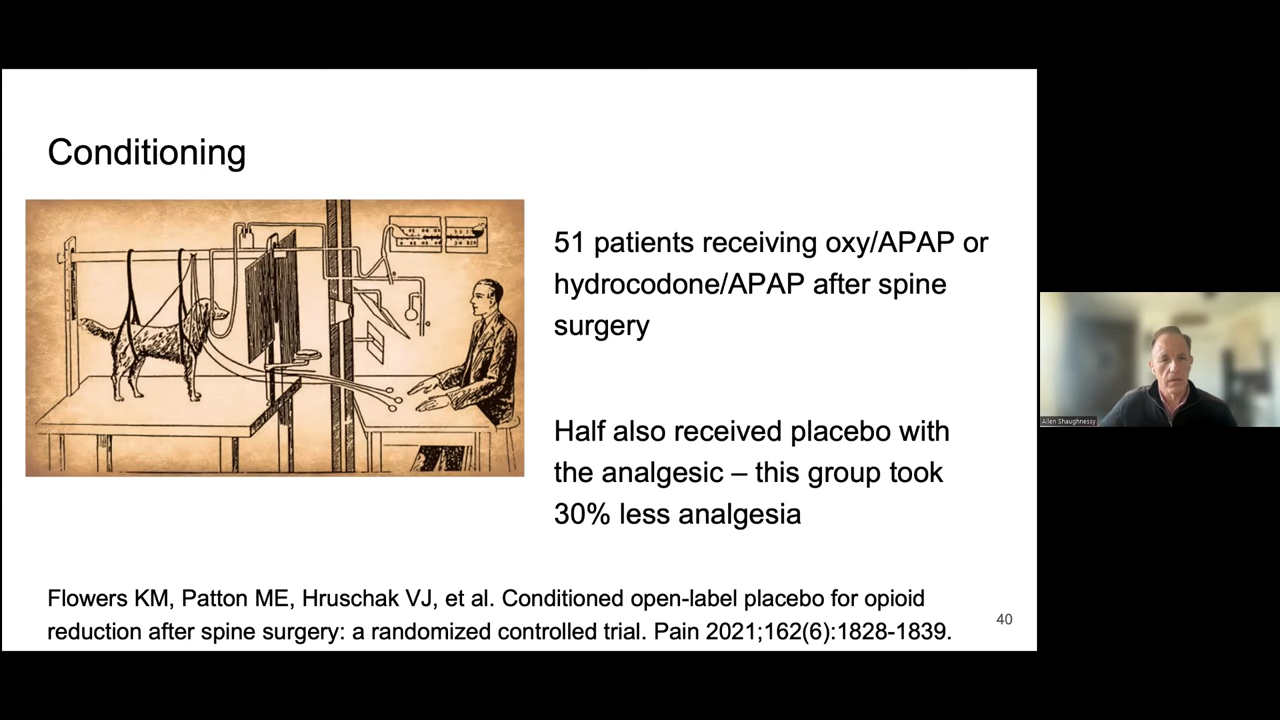 Conditioning
51 patients receiving oxy/APAP or
hydrocodone/APAP after spine
surgery
Half also received placebo with
the analgesic – this group took
30% less analgesia
Flowers KM, Patton ME, Hruschak VJ, et al. Conditioned open-label placebo for opioid
reduction after spine surgery: a randomized controlled trial. Pain 2021;162(6):1828-1839.
40
Allen Shaughnessy